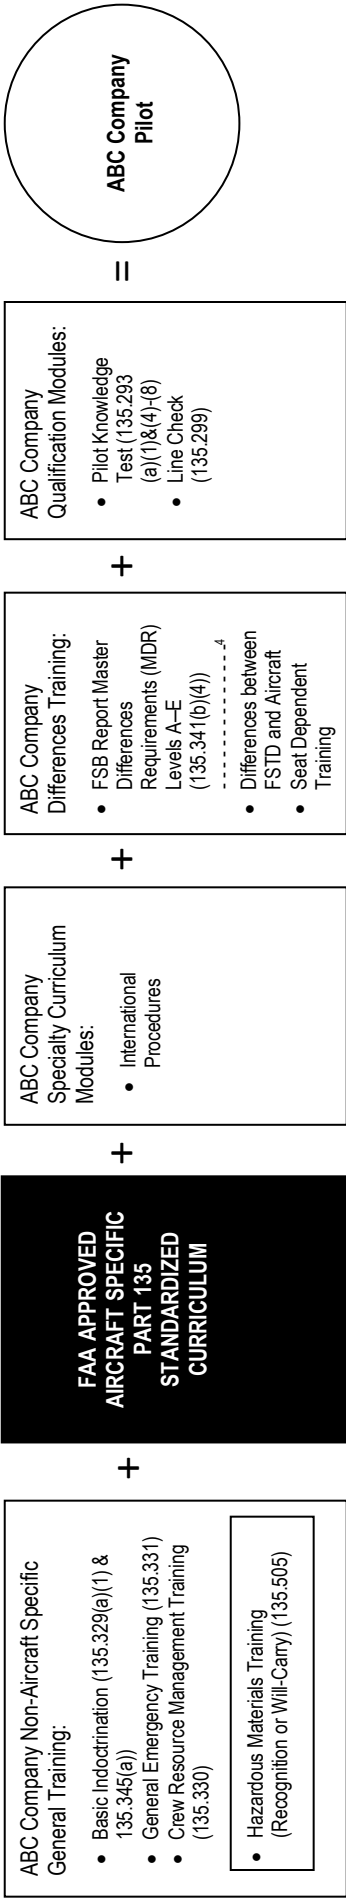 ABC Company Non-Aircraft Specific
General Training:
• Basic Indoctrination (135.329(a)(1) &
135.345(a))
• General Emergency Training (135.331)
• Crew Resource Management Training
(135.330)
• Hazardous Materials Training
(Recognition or Will-Carry) (135.505)
+
FAA APPROVED
AIRCRAFT SPECIFIC
PART 135
STANDARDIZED
CURRICULUM
+
ABC Company
Specialty Curriculum
Modules:
• International
Procedures
+
ABC Company
Differences Training:
• FSB Report Master
Differences
Requirements (MDR)
Levels A–E
(135.341(b)(4))
- - - - - - - - - - - -4
• Differences between
FSTD and Aircraft
• Seat Dependent
Training
+
ABC Company
Qualification Modules:
• Pilot Knowledge
Test (135.293
(a)(1)&(4)-(8)
• Line Check
(135.299)
=
ABC Company
Pilot